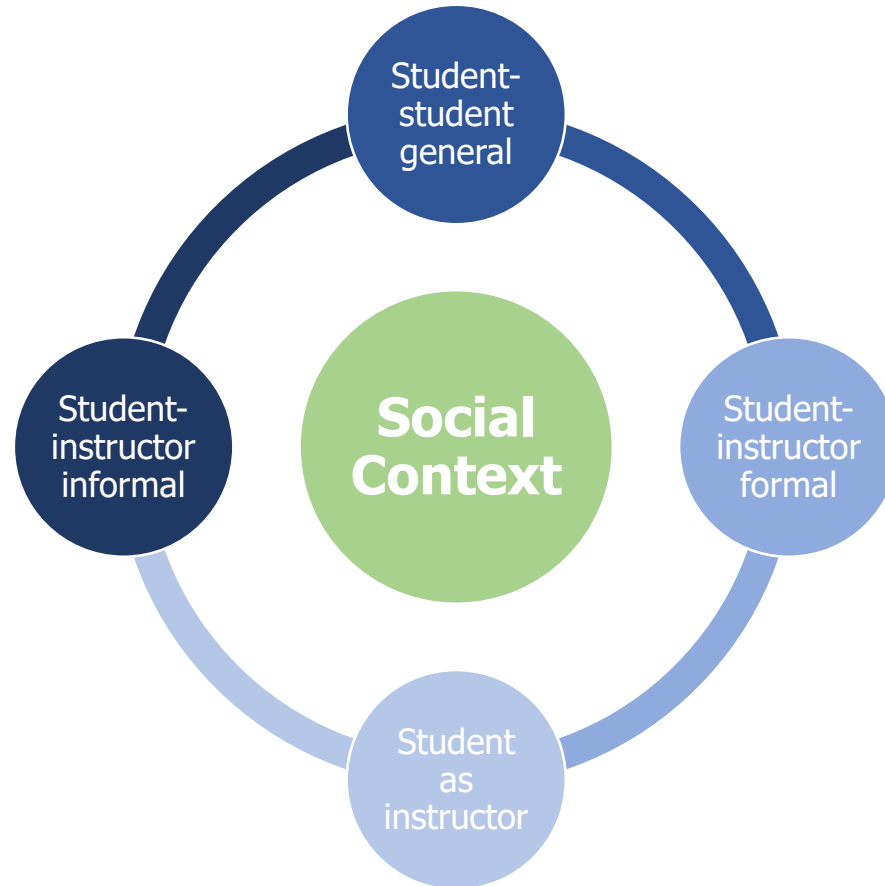 Student-
student
general
Student-
instructor
informal
Social
Context
Student-
instructor
formal
Student
as
instructor